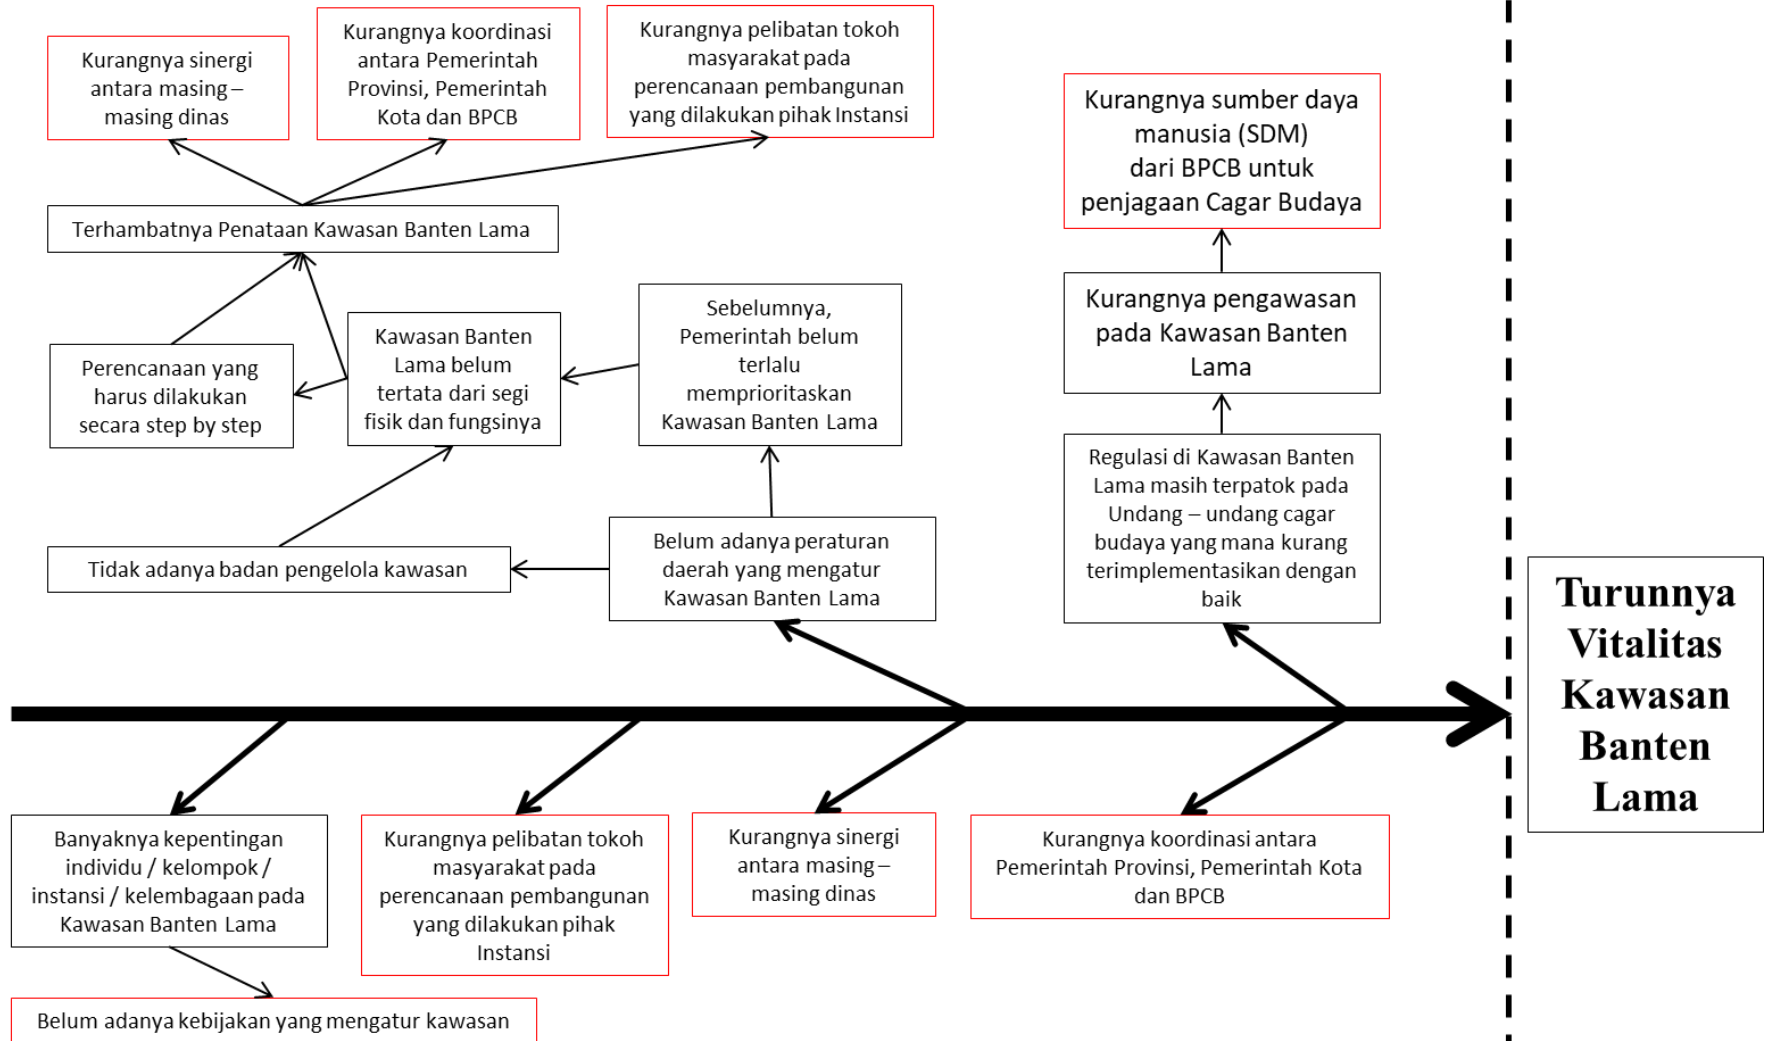 Kurangnya sinergi
antara masing –
masing dinas
Kurangnya koordinasi
antara Pemerintah
Provinsi, Pemerintah
Kota dan BPCB
Kurangnya pelibatan tokoh
masyarakat pada
perencanaan pembangunan
yang dilakukan pihak Instansi
Kurangnya sumber daya
manusia (SDM)
dari BPCB untuk
penjagaan Cagar Budaya
Terhambatnya Penataan Kawasan Banten Lama
Perencanaan yang
harus dilakukan
secara step by step
Kawasan Banten
Lama belum
tertata dari segi
fisik dan fungsinya
Sebelumnya,
Pemerintah belum
terlalu
memprioritaskan
Kawasan Banten Lama
Kurangnya pengawasan
pada Kawasan Banten
Lama
Regulasi di Kawasan Banten
Lama masih terpatok pada
Undang – undang cagar
budaya yang mana kurang
terimplementasikan dengan
baik
Tidak adanya badan pengelola kawasan
Belum adanya peraturan
daerah yang mengatur
Kawasan Banten Lama
Turunnya
Vitalitas
Kawasan
Banten
Lama
Banyaknya kepentingan
individu / kelompok /
instansi / kelembagaan pada
Kawasan Banten Lama
Kurangnya pelibatan tokoh
masyarakat pada
perencanaan pembangunan
yang dilakukan pihak
Instansi
Kurangnya sinergi
antara masing –
masing dinas
Kurangnya koordinasi antara
Pemerintah Provinsi, Pemerintah Kota
dan BPCB
Belum adanya kebijakan yang mengatur kawasan